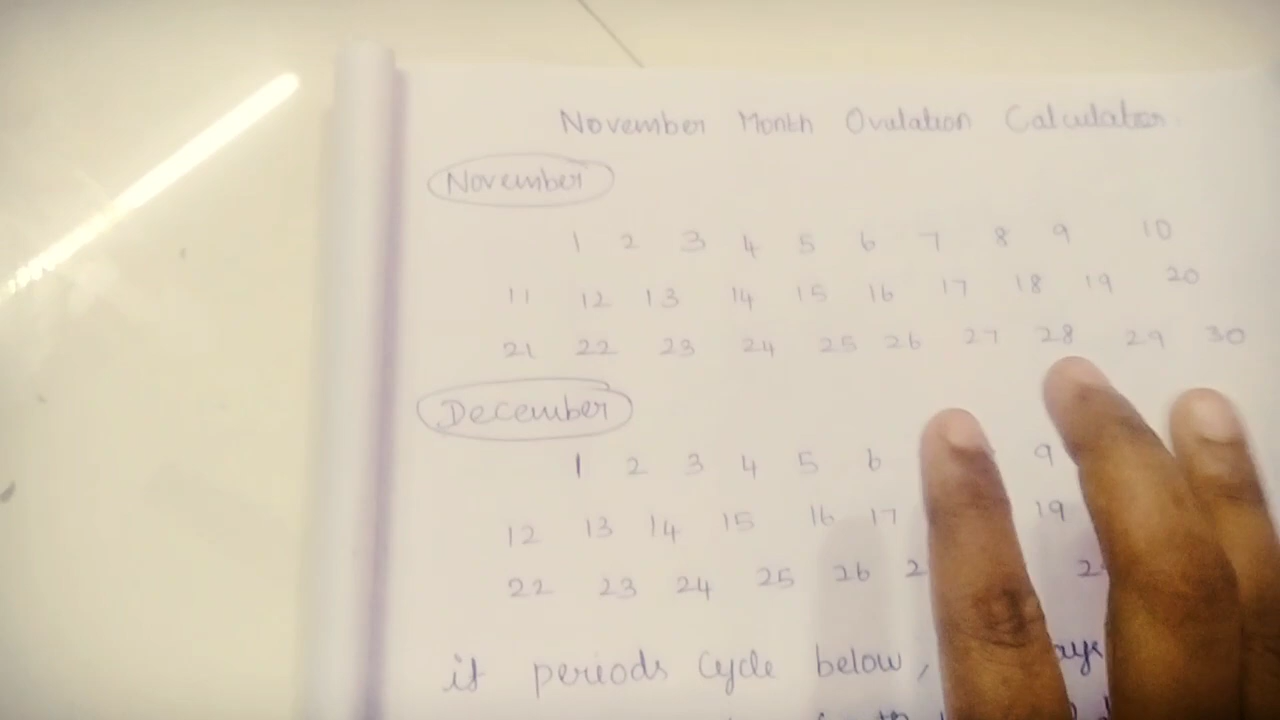 November Month Ovulation Calculator
November
1 2 3 4 5 6 7 8 9 10
11 12 13 14 15 16 17 18 19 20
21 22 23 24 25 26 27 28 29 30
December
1 2 3 4 5 6 9
12 13 14 15 16 17 19
22 23 24 25 26
it periods cycle below,